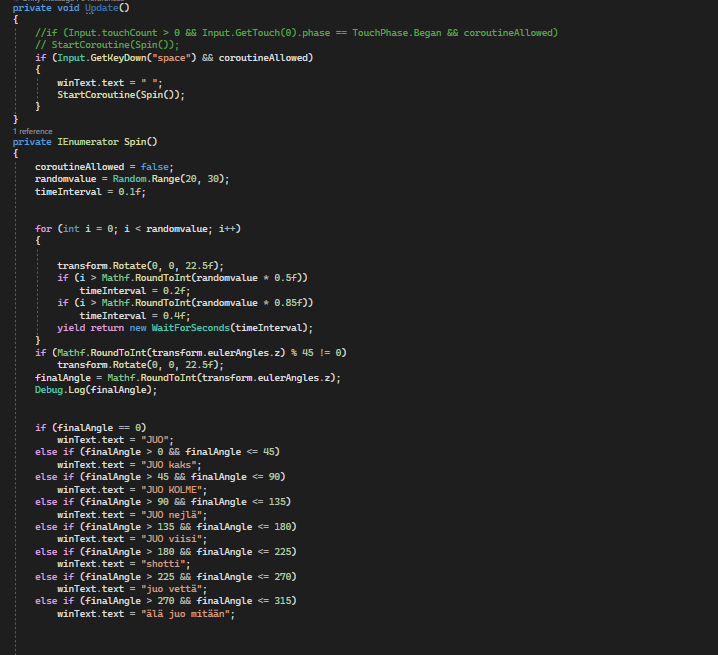 private void Update()
{
//if (Input.touchCount > 0 && Input.GetTouch(0).phase == TouchPhase.Began && coroutineAllowed)
// StartCoroutine(Spin());
if (Input.GetKeyDown("space") && coroutineAllowed)
{
winText.text = " ";
StartCoroutine(Spin());
}
}
1 reference
private IEnumerator Spin()
{
coroutineAllowed = false;
randomvalue = Random.Range(20, 30);
timeInterval = 0.1f;
for (int i = 0; i < randomvalue; i++)
{
transform.Rotate(0, 0, 22.5f);
if (i > Mathf.RoundToInt(randomvalue * 0.5f))
timeInterval = 0.2f;
if (i > Mathf.RoundToInt(randomvalue * 0.85f))
timeInterval = 0.4f;
yield return new WaitForSeconds(timeInterval);
}
if (Mathf.RoundToInt(transform.eulerAngles.z) % 45 != 0)
transform.Rotate(0, 0, 22.5f);
finalAngle = Mathf.RoundToInt(transform.eulerAngles.z);
Debug.Log(finalAngle);
if (finalAngle == 0)
winText.text = "JUO";
else if (finalAngle > 0 && finalAngle <= 45)
winText.text = "JUO kaks";
else if (finalAngle > 45 && finalAngle <= 90)
winText.text = "JUO KOLME";
else if (finalAngle > 90 && finalAngle <= 135)
winText.text = "JUO nejlä";
else if (finalAngle > 135 && finalAngle <= 180)
winText.text = "JUO viisi";
else if (finalAngle > 180 && finalAngle <= 225)
winText.text = "shotti";
else if (finalAngle > 225 && finalAngle <= 270)
winText.text = "juo vettä";
else if (finalAngle > 270 && finalAngle <= 315)
winText.text = "älä juo mitään";